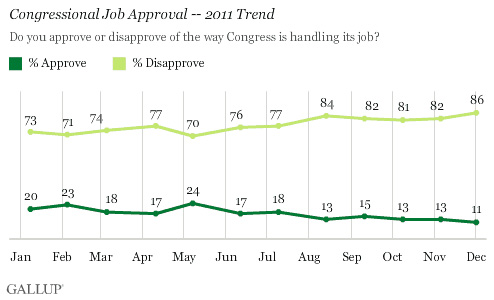 Congressional Job Approval -- 2011 Trend
Do you approve or disapprove of the way Congress is handling its job?
% Approve % Disapprove
73 71 74 77 70 76 77 84 82 81 82 86
20 23 18 17 24 17 18 13 15 13 13 11
Jan Feb Mar Apr May Jun Jul Aug Sep Oct Nov Dec
GALLUP®